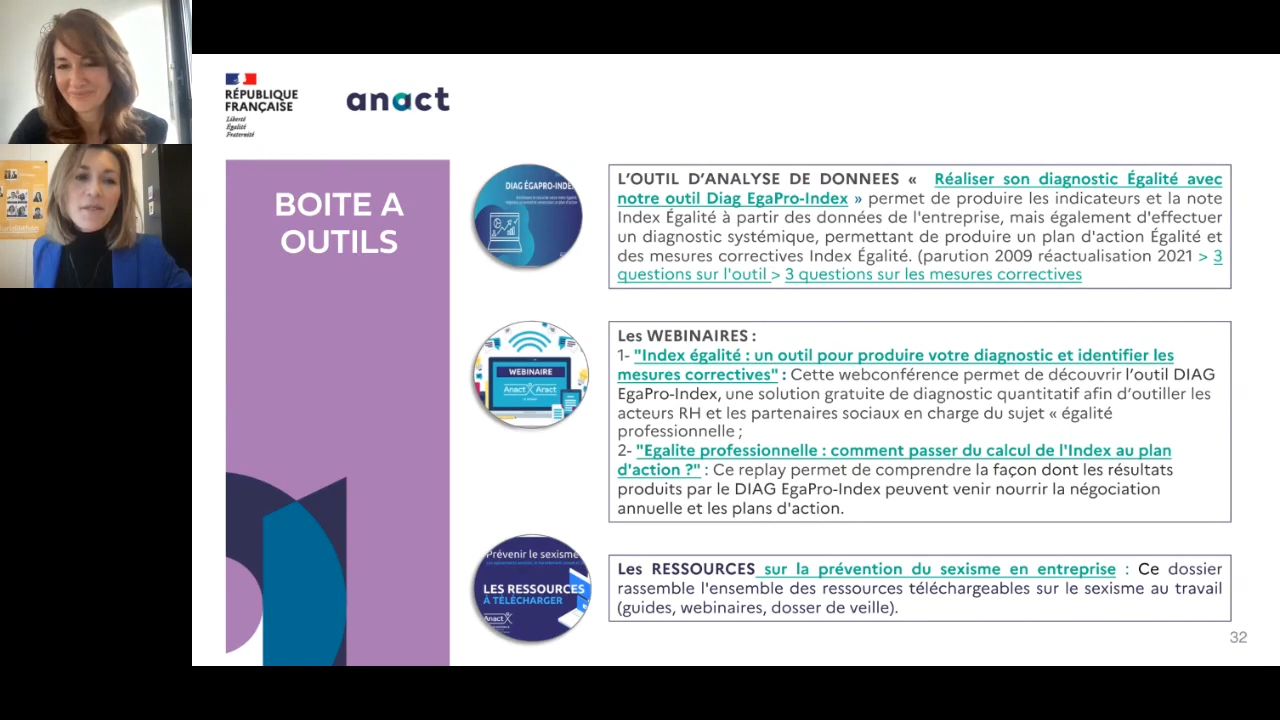 RÉPUBLIQUE
FRANÇAISE
Liberté
Égalité
Fraternité
anact
BOITE A
OUTILS
DIAG ÉGAPRO-INDEX
L'OUTIL D'ANALYSE DE DONNEES « Réaliser son diagnostic Égalité avec
notre outil Diag EgaPro-Index » permet de produire les indicateurs et la note
Index Égalité à partir des données de l'entreprise, mais également d'effectuer
un diagnostic systémique, permettant de produire un plan d'action Égalité et
des mesures correctives Index Égalité. (parution 2009 réactualisation 2021 > 3
questions sur l'outil > 3 questions sur les mesures correctives
WEBINAIRE
Anact Aract
Les WEBINAIRES :
1- "Index égalité : un outil pour produire votre diagnostic et identifier les
mesures correctives" : Cette webconférence permet de découvrir l'outil DIAG
EgaPro-Index, une solution gratuite de diagnostic quantitatif afin d'outiller les
acteurs RH et les partenaires sociaux en charge du sujet « égalité
professionnelle ;
2- "Egalite professionnelle : comment passer du calcul de l'Index au plan
d'action ?" : Ce replay permet de comprendre la façon dont les résultats
produits par le DIAG EgaPro-Index peuvent venir nourrir la négociation
annuelle et les plans d'action.
Prévenir le sexisme
LES RESSOURCES
À TÉLÉCHARGER
Anact
Les RESSOURCES sur la prévention du sexisme en entreprise : Ce dossier
rassemble l'ensemble des ressources téléchargeables sur le sexisme au travail
(guides, webinaires, dosser de veille).
32